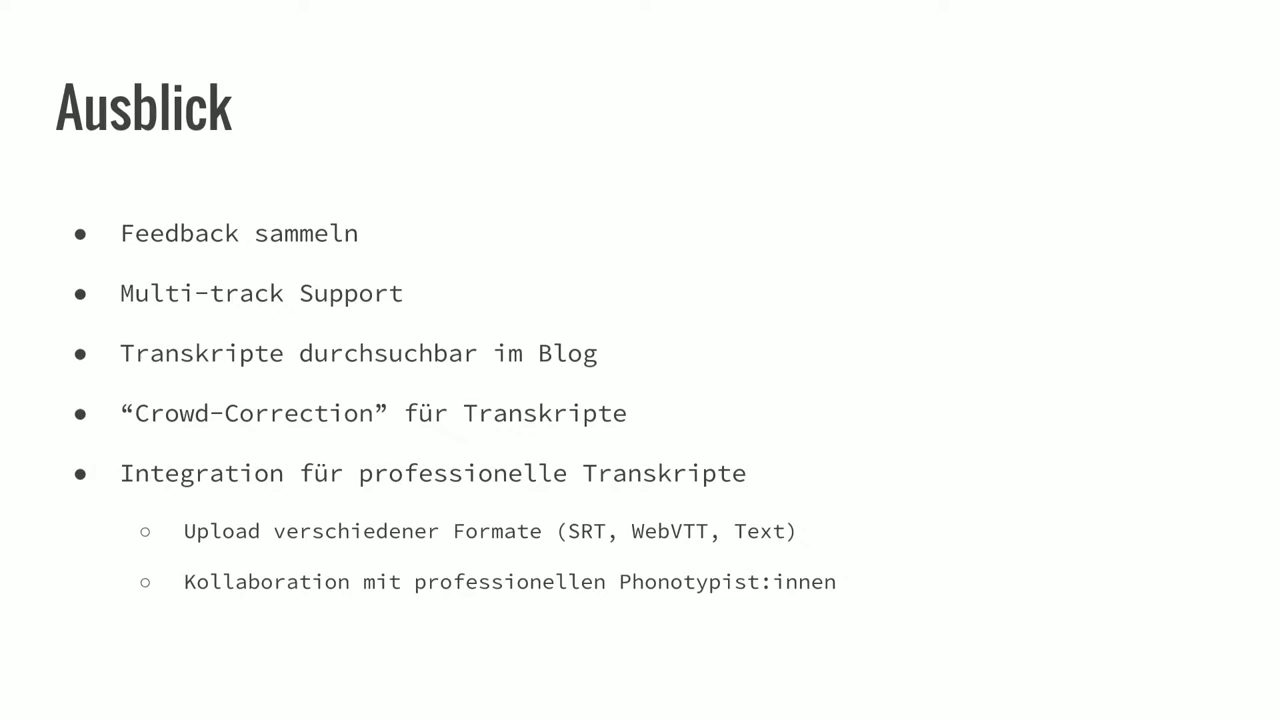 Ausblick
● Feedback sammeln
● Multi-track Support
● Transkripte durchsuchbar im Blog
● “Crowd-Correction” für Transkripte
● Integration für professionelle Transkripte
○ Upload verschiedener Formate (SRT, WebVTT, Text)
○ Kollaboration mit professionellen Phonotypist:innen